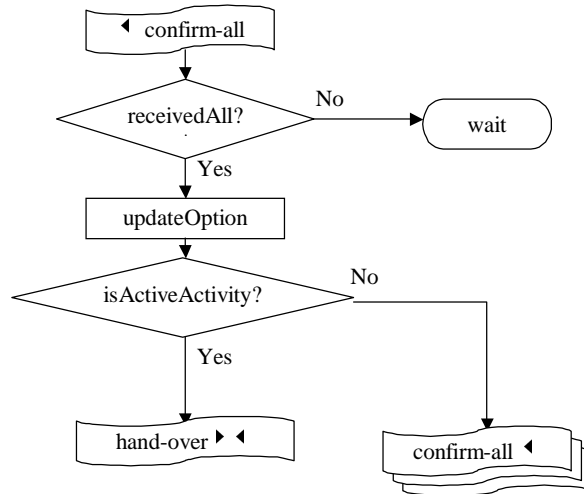 confirm-all
receivedAll?
No
wait
Yes
updateOption
isActiveActivity?
No
Yes
hand-over
confirm-all